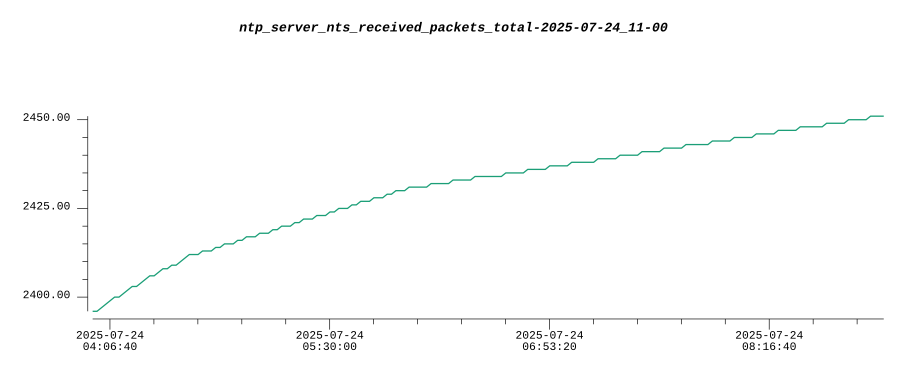 ntp_server_nts_received_packets_total-2025-07-24_11-00
2450.00
2425.00
2400.00
2025-07-24 2025-07-24 2025-07-24 2025-07-24
04:06:40 05:30:00 06:53:20 08:16:40